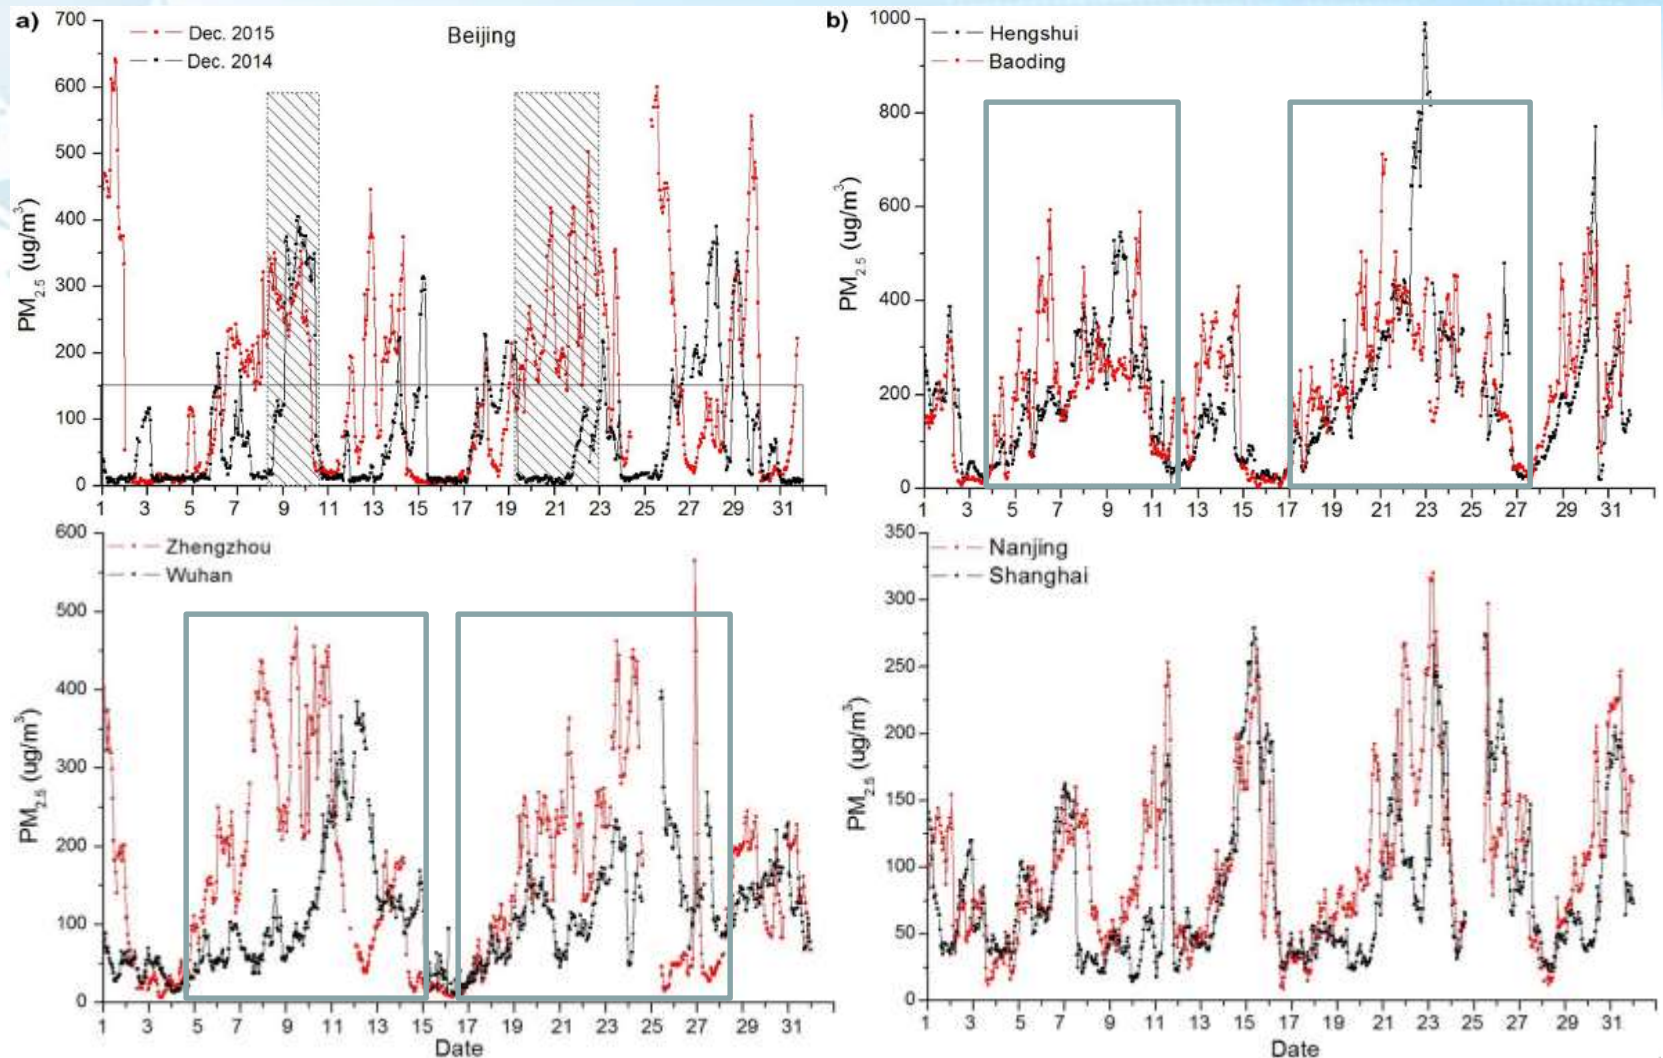 a)
Dec. 2015
Dec. 2014
Beijing
PM2.5 (ug/m3)
700
600
500
400
300
200
100
0
1 3 5 7 9 11 13 15 17 19 21 23 25 27 29 31
b)
Hengshui
Baoding
PM2.5 (ug/m3)
1000
800
600
400
200
0
1 3 5 7 9 11 13 15 17 19 21 23 25 27 29 31
Zhengzhou
Wuhan
PM2.5 (ug/m3)
600
500
400
300
200
100
0
1 3 5 7 9 11 13 15 17 19 21 23 25 27 29 31
Date
Nanjing
Shanghai
PM2.5 (ug/m3)
350
300
250
200
150
100
50
0
1 3 5 7 9 11 13 15 17 19 21 23 25 27 29 31
Date